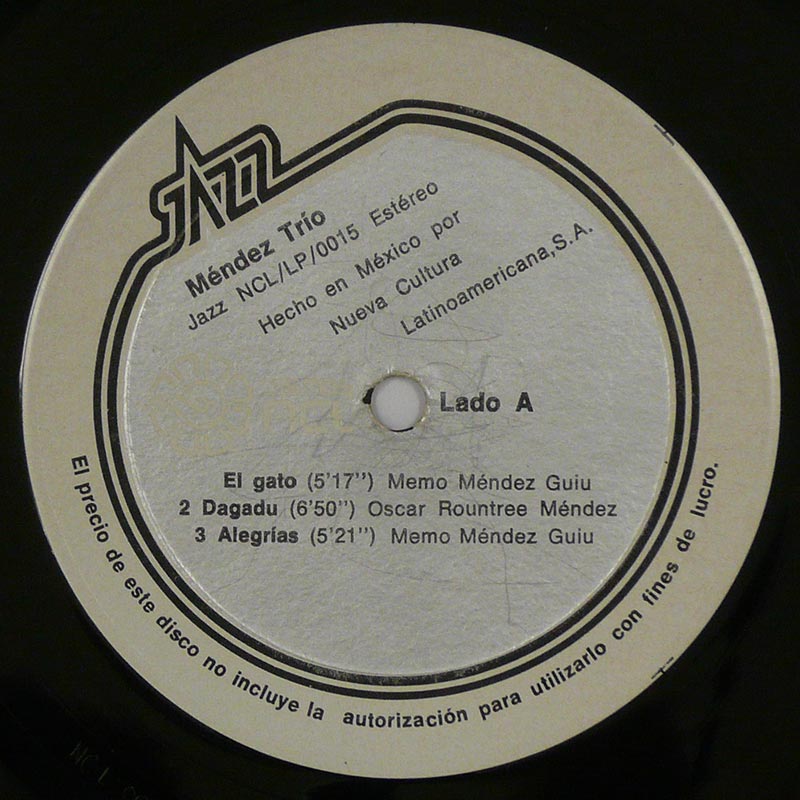 JAZZ
Méndez Trío
Jazz NCL/LP/0015 Estéreo
Hecho en México por
Nueva Cultura
Latinoamericana,S.A.
Lado A
El gato (5'17") Memo Méndez Guiu
2 Dagadu (6'50") Oscar Rountree Méndez
3 Alegrías (5'21") Memo Méndez Guiu
El precio de este disco no incluye la autorización para utilizarlo con fines de lucro.